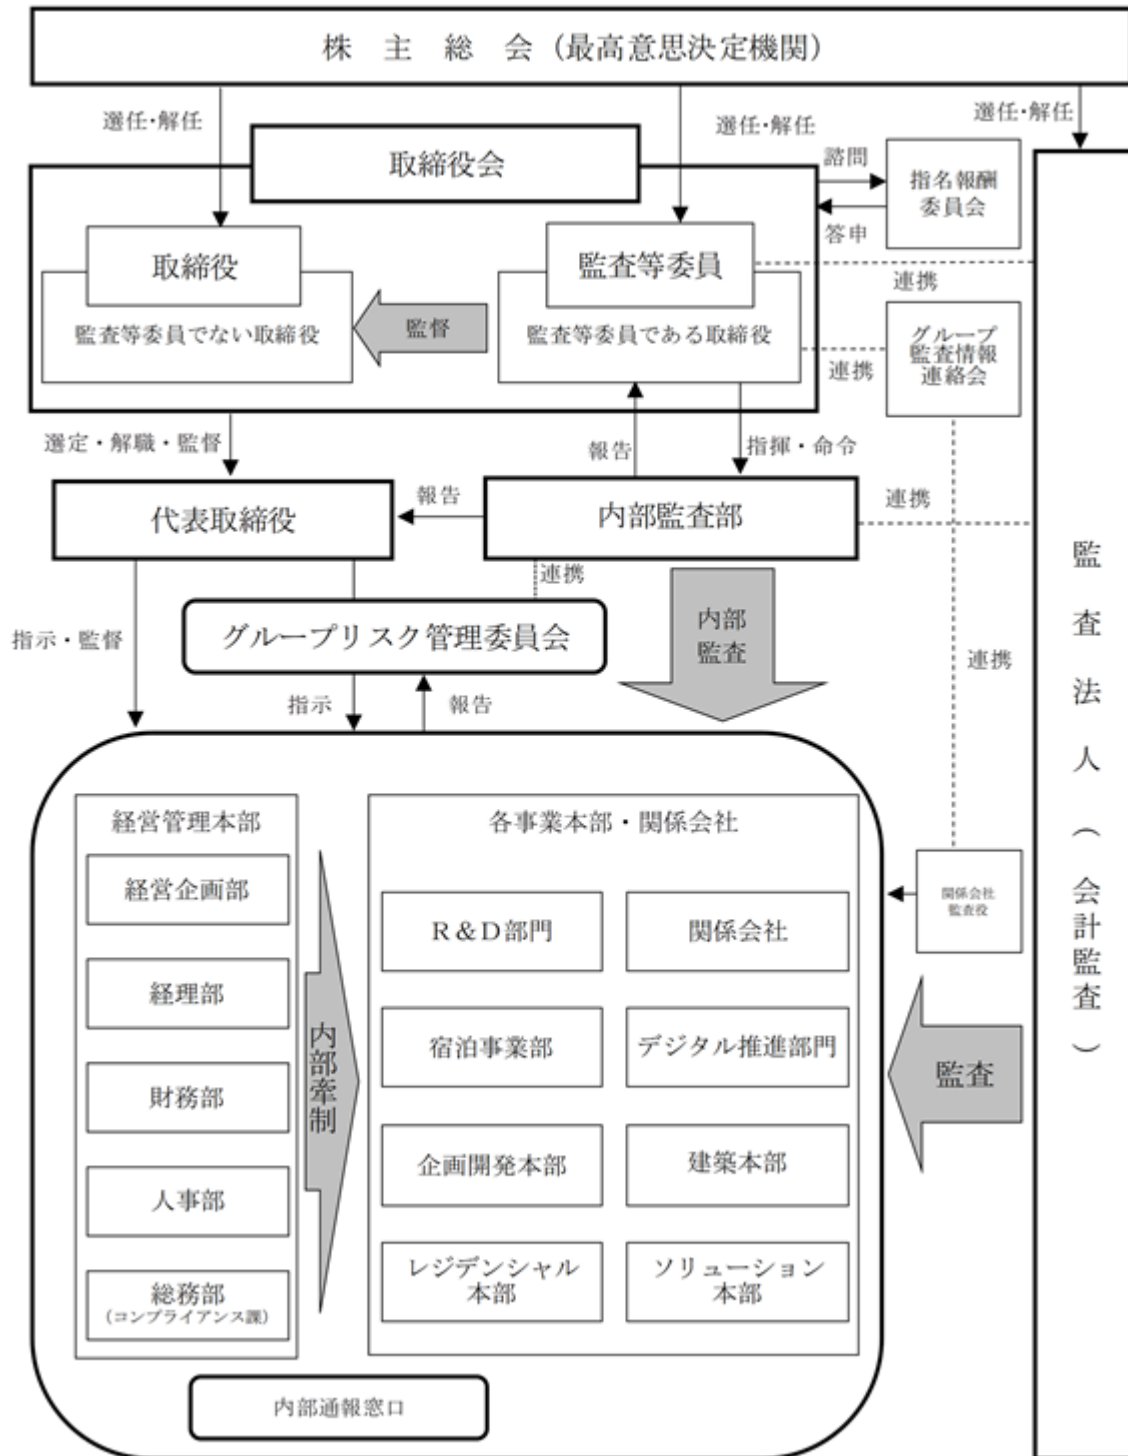 株 主 総 会（最高意思決定機関）
選任･解任
選任･解任
選任･解任
取締役会
諮問
指名報酬
委員会
答申
取締役
監査等委員でない取締役
監督
監査等委員
監査等委員である取締役
連携
連携
グループ
監査情報
連絡会
選定・解職・監督
報告
指揮・命令
代表取締役
報告
内部監査部
連携
連携
グループリスク管理委員会
内部
監査
指示・監督
連携
指示
報告
監査法人（会計監査）
経営管理本部
経営企画部
経理部
財務部
人事部
総務部
（コンプライアンス課）
内部牽制
各事業本部・関係会社
R＆D部門
関係会社
宿泊事業部
デジタル推進部門
企画開発本部
建築本部
レジデンシャル
本部
ソリューション
本部
関係会社
監査役
監査
内部通報窓口